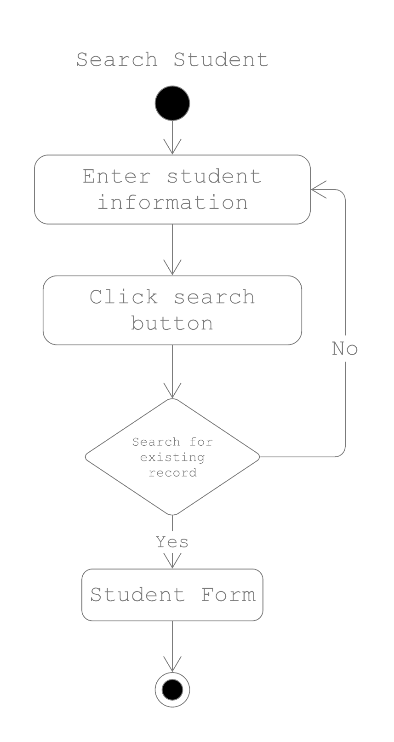 Search Student
Enter student
information
Click search
button
No
Search for
existing
record
Yes
Student Form